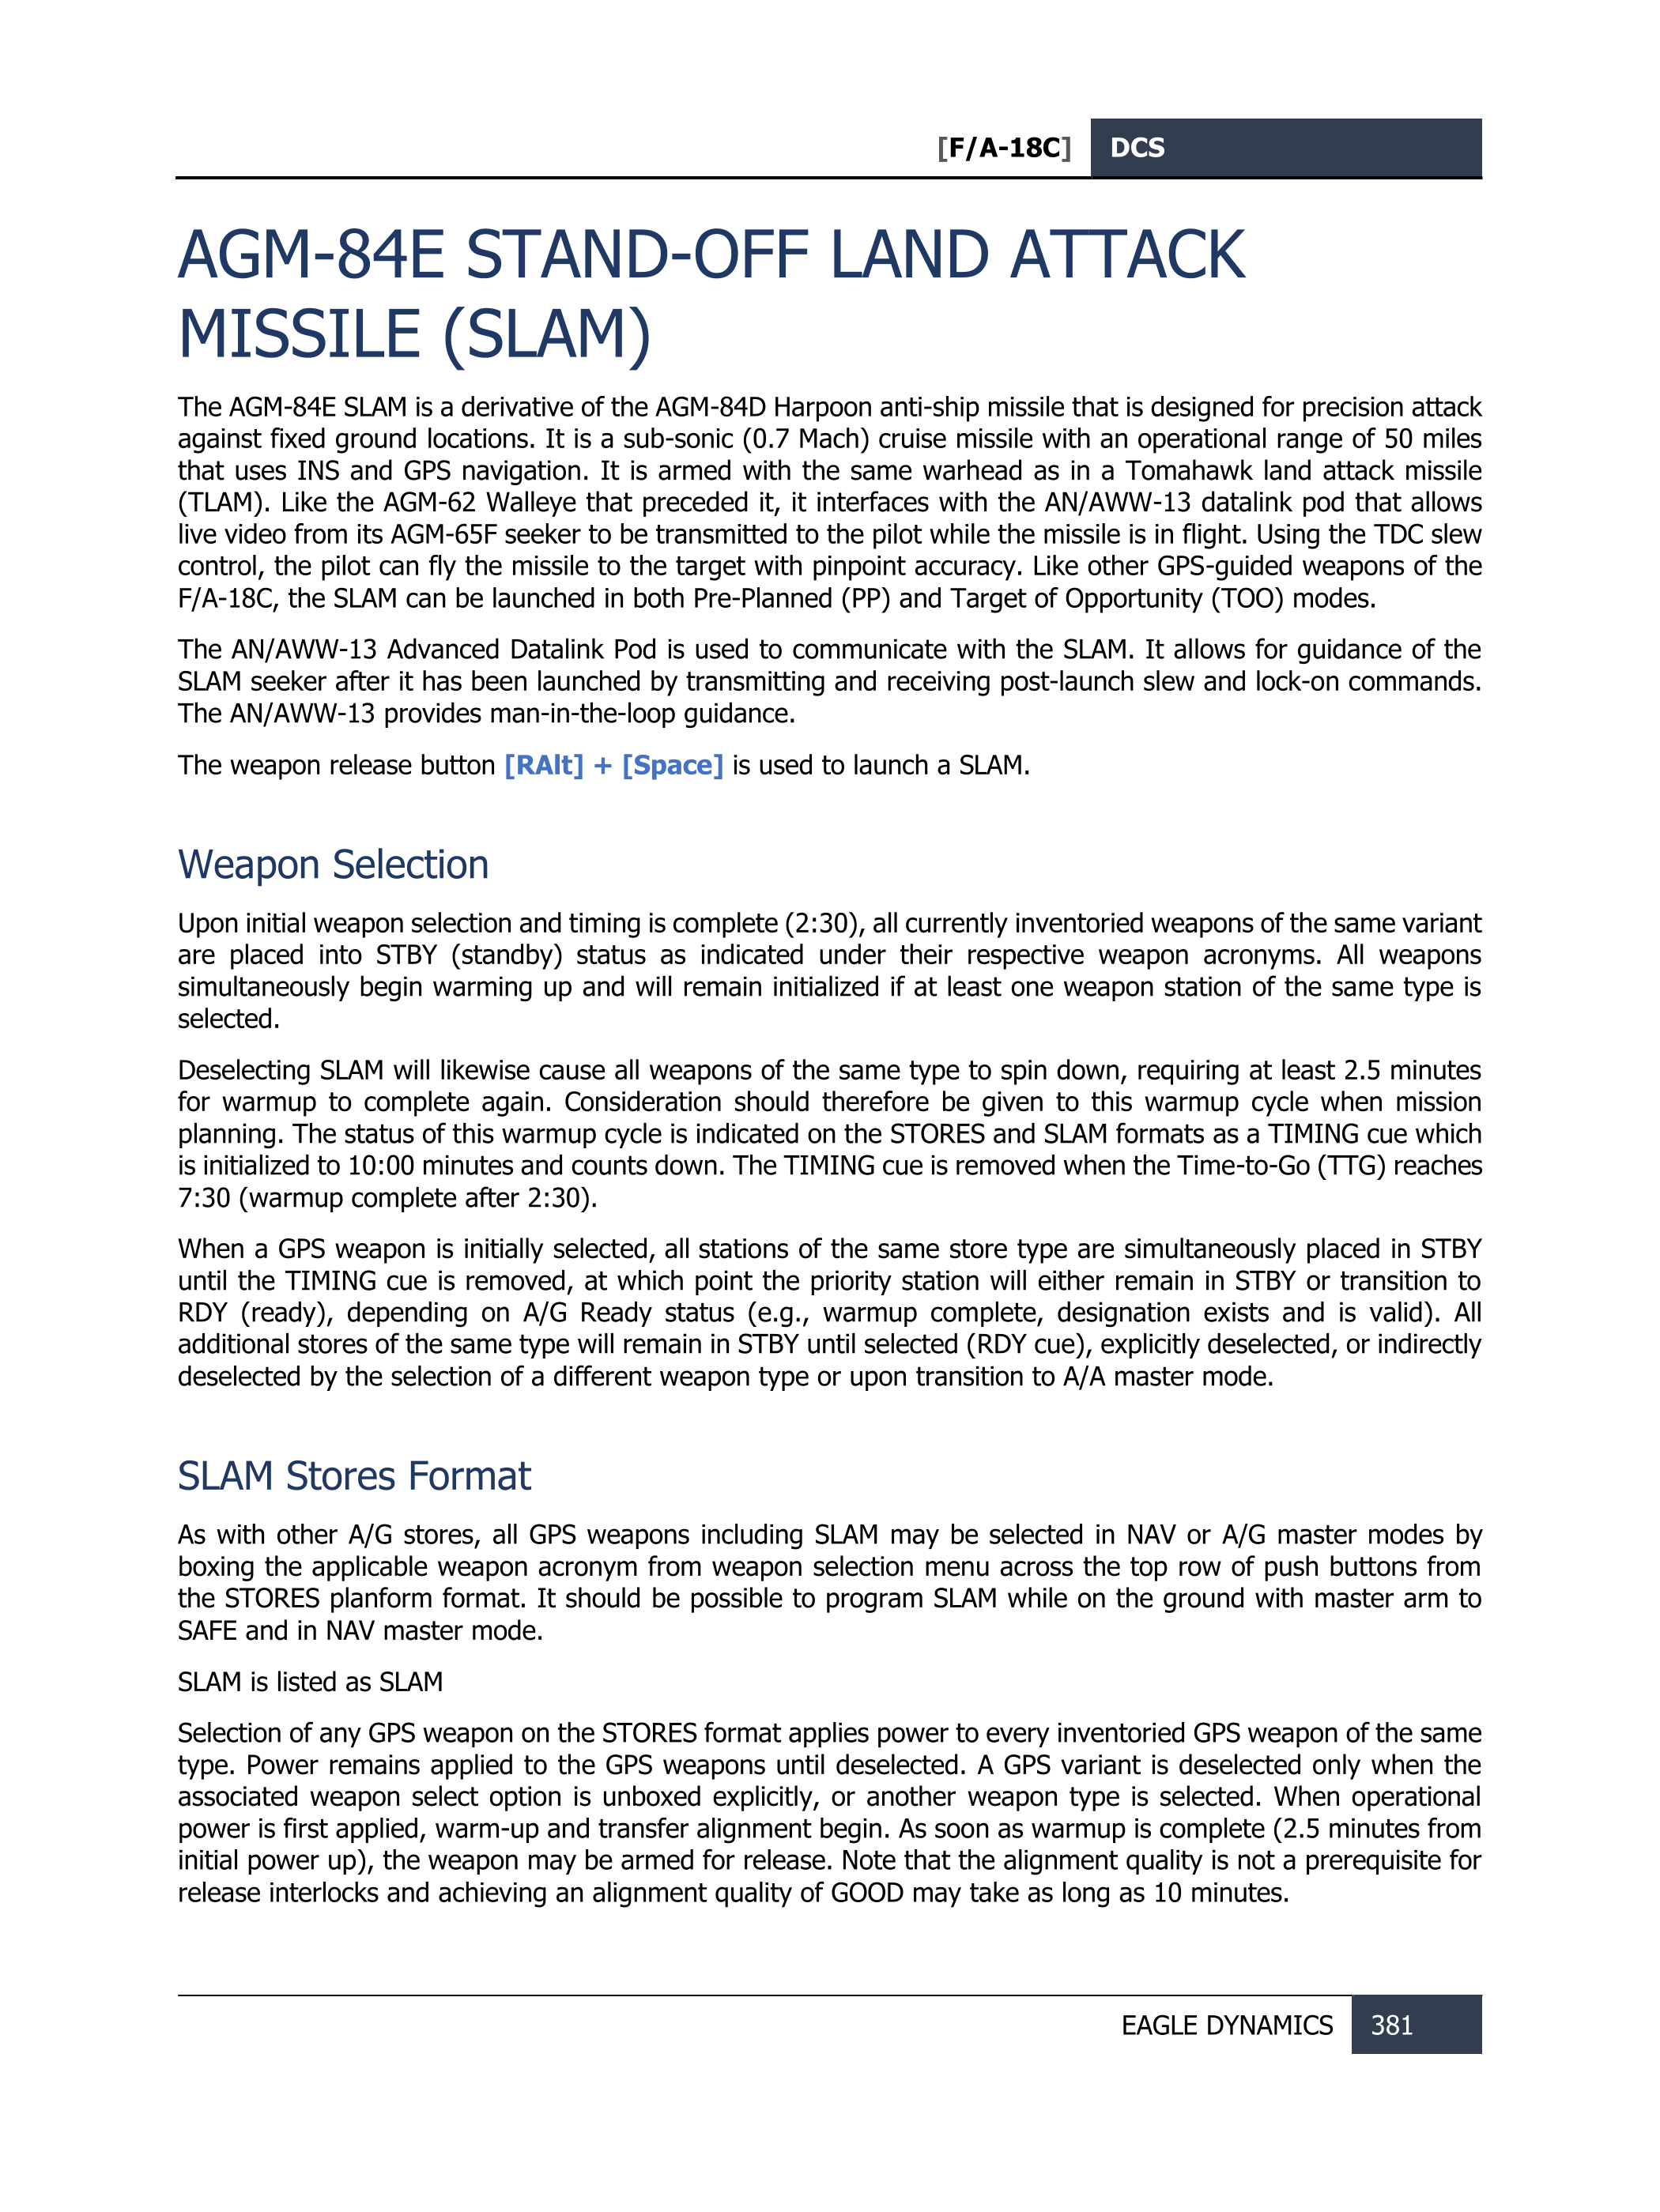 [F/A-18C] DCS
AGM-84E STAND-OFF LAND ATTACK
MISSILE (SLAM)
The AGM-84E SLAM is a derivative of the AGM-84D Harpoon anti-ship missile that is designed for precision attack
against fixed ground locations. It is a sub-sonic (0.7 Mach) cruise missile with an operational range of 50 miles
that uses INS and GPS navigation. It is armed with the same warhead as in a Tomahawk land attack missile
(TLAM). Like the AGM-62 Walleye that preceded it, it interfaces with the AN/AWW-13 datalink pod that allows
live video from its AGM-65F seeker to be transmitted to the pilot while the missile is in flight. Using the TDC slew
control, the pilot can fly the missile to the target with pinpoint accuracy. Like other GPS-guided weapons of the
F/A-18C, the SLAM can be launched in both Pre-Planned (PP) and Target of Opportunity (TOO) modes.
The AN/AWW-13 Advanced Datalink Pod is used to communicate with the SLAM. It allows for guidance of the
SLAM seeker after it has been launched by transmitting and receiving post-launch slew and lock-on commands.
The AN/AWW-13 provides man-in-the-loop guidance.
The weapon release button [RAlt] + [Space] is used to launch a SLAM.
Weapon Selection
Upon initial weapon selection and timing is complete (2:30), all currently inventoried weapons of the same variant
are placed into STBY (standby) status as indicated under their respective weapon acronyms. All weapons
simultaneously begin warming up and will remain initialized if at least one weapon station of the same type is
selected.
Deselecting SLAM will likewise cause all weapons of the same type to spin down, requiring at least 2.5 minutes
for warmup to complete again. Consideration should therefore be given to this warmup cycle when mission
planning. The status of this warmup cycle is indicated on the STORES and SLAM formats as a TIMING cue which
is initialized to 10:00 minutes and counts down. The TIMING cue is removed when the Time-to-Go (TTG) reaches
7:30 (warmup complete after 2:30).
When a GPS weapon is initially selected, all stations of the same store type are simultaneously placed in STBY
until the TIMING cue is removed, at which point the priority station will either remain in STBY or transition to
RDY (ready), depending on A/G Ready status (e.g., warmup complete, designation exists and is valid). All
additional stores of the same type will remain in STBY until selected (RDY cue), explicitly deselected, or indirectly
deselected by the selection of a different weapon type or upon transition to A/A master mode.
SLAM Stores Format
As with other A/G stores, all GPS weapons including SLAM may be selected in NAV or A/G master modes by
boxing the applicable weapon acronym from weapon selection menu across the top row of push buttons from
the STORES planform format. It should be possible to program SLAM while on the ground with master arm to
SAFE and in NAV master mode.
SLAM is listed as SLAM
Selection of any GPS weapon on the STORES format applies power to every inventoried GPS weapon of the same
type. Power remains applied to the GPS weapons until deselected. A GPS variant is deselected only when the
associated weapon select option is unboxed explicitly, or another weapon type is selected. When operational
power is first applied, warm-up and transfer alignment begin. As soon as warmup is complete (2.5 minutes from
initial power up), the weapon may be armed for release. Note that the alignment quality is not a prerequisite for
release interlocks and achieving an alignment quality of GOOD may take as long as 10 minutes.
EAGLE DYNAMICS 381